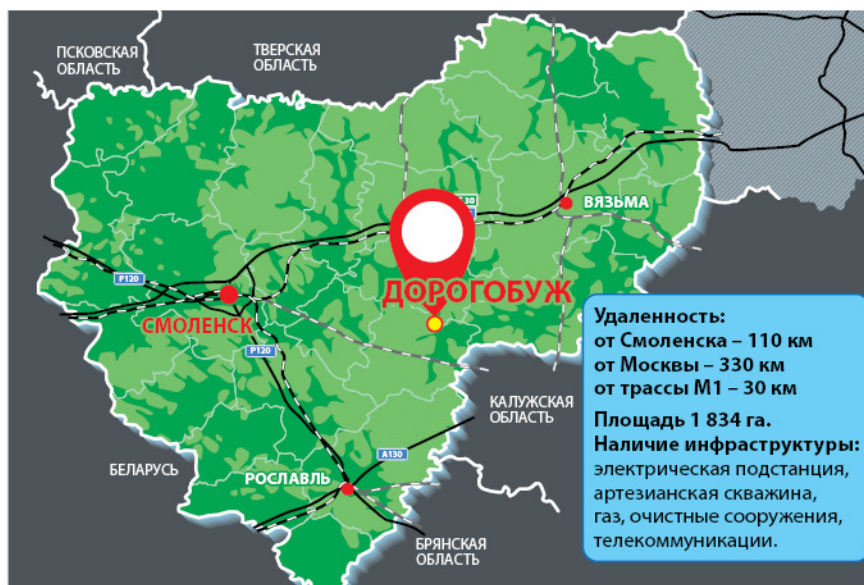 ПСКОВСКАЯ
ОБЛАСТЬ
ТВЕРСКАЯ
ОБЛАСТЬ
ВЯЗЬМА
Р120
ДОРОГОБУЖ
СМОЛЕНСК
Р120
Удаленность:
от Смоленска – 110 км
от Москвы – 330 км
от трассы М1 – 30 км
Площадь 1 834 га.
Наличие инфраструктуры:
электрическая подстанция,
артезианская скважина,
газ, очистные сооружения,
телекоммуникации.
КАЛУЖСКАЯ
ОБЛАСТЬ
А130
БЕЛАРУСЬ
РОСЛАВЛЬ
БРЯНСКАЯ
ОБЛАСТЬ